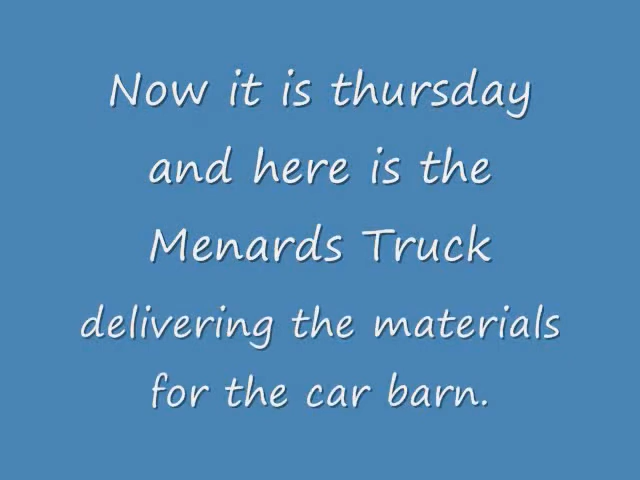 Now it is thursday
and here is the
Menards Truck
delivering the materials
for the car barn.